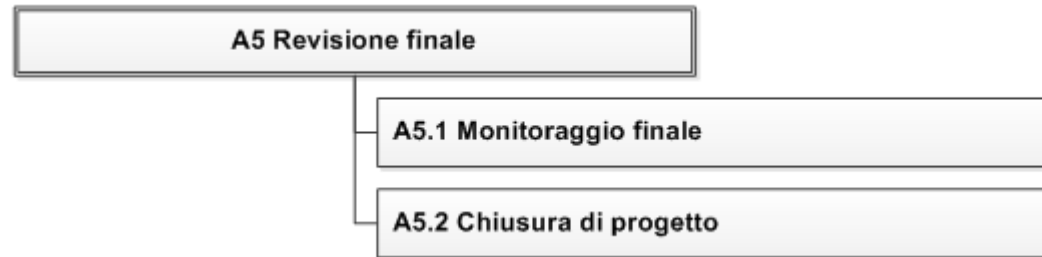 A5 Revisione finale
A5.1 Monitoraggio finale
A5.2 Chiusura di progetto